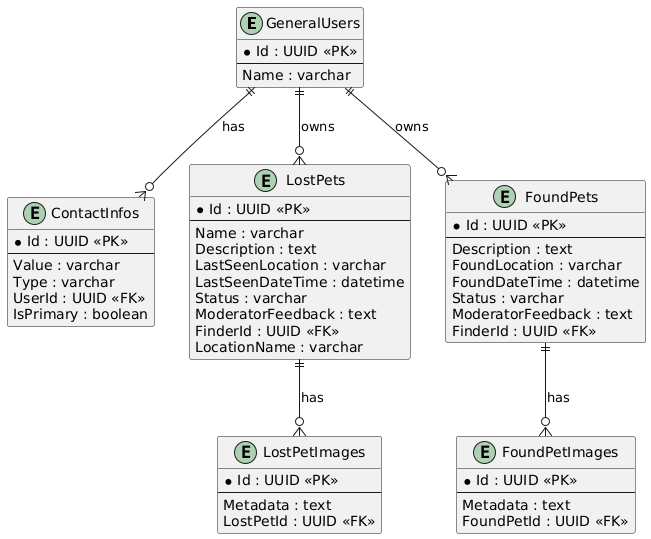 E GeneralUsers
* Id : UUID «PK»
Name : varchar
has
owns
owns
E ContactInfos
* Id : UUID «PK»
Value : varchar
Type : varchar
UserId : UUID «FK»
IsPrimary : boolean
E LostPets
* Id : UUID «PK»
Name : varchar
Description : text
LastSeenLocation : varchar
LastSeenDateTime : datetime
Status : varchar
ModeratorFeedback : text
FinderId : UUID «FK»
LocationName : varchar
E FoundPets
* Id : UUID «PK»
Description : text
FoundLocation : varchar
FoundDateTime : datetime
Status : varchar
ModeratorFeedback : text
FinderId : UUID «FK»
has
has
E LostPetImages
* Id : UUID «PK»
Metadata : text
LostPetId : UUID «FK»
E FoundPetImages
* Id : UUID «PK»
Metadata : text
FoundPetId : UUID «FK»